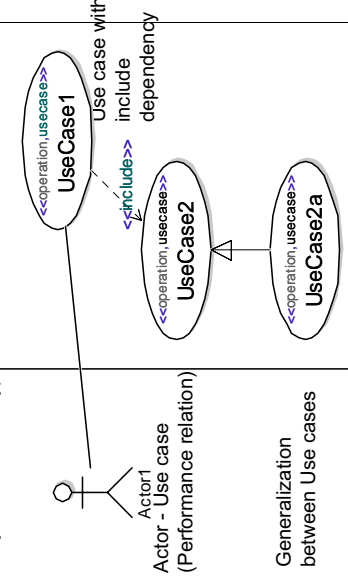 Actor1
Actor - Use case
(Performance relation)
<<operation,usecase>>
UseCase1
Use case with
include
dependency
<<include>>
<<operation,usecase>>
UseCase2
Generalization
between Use cases
<<operation,usecase>>
UseCase2a